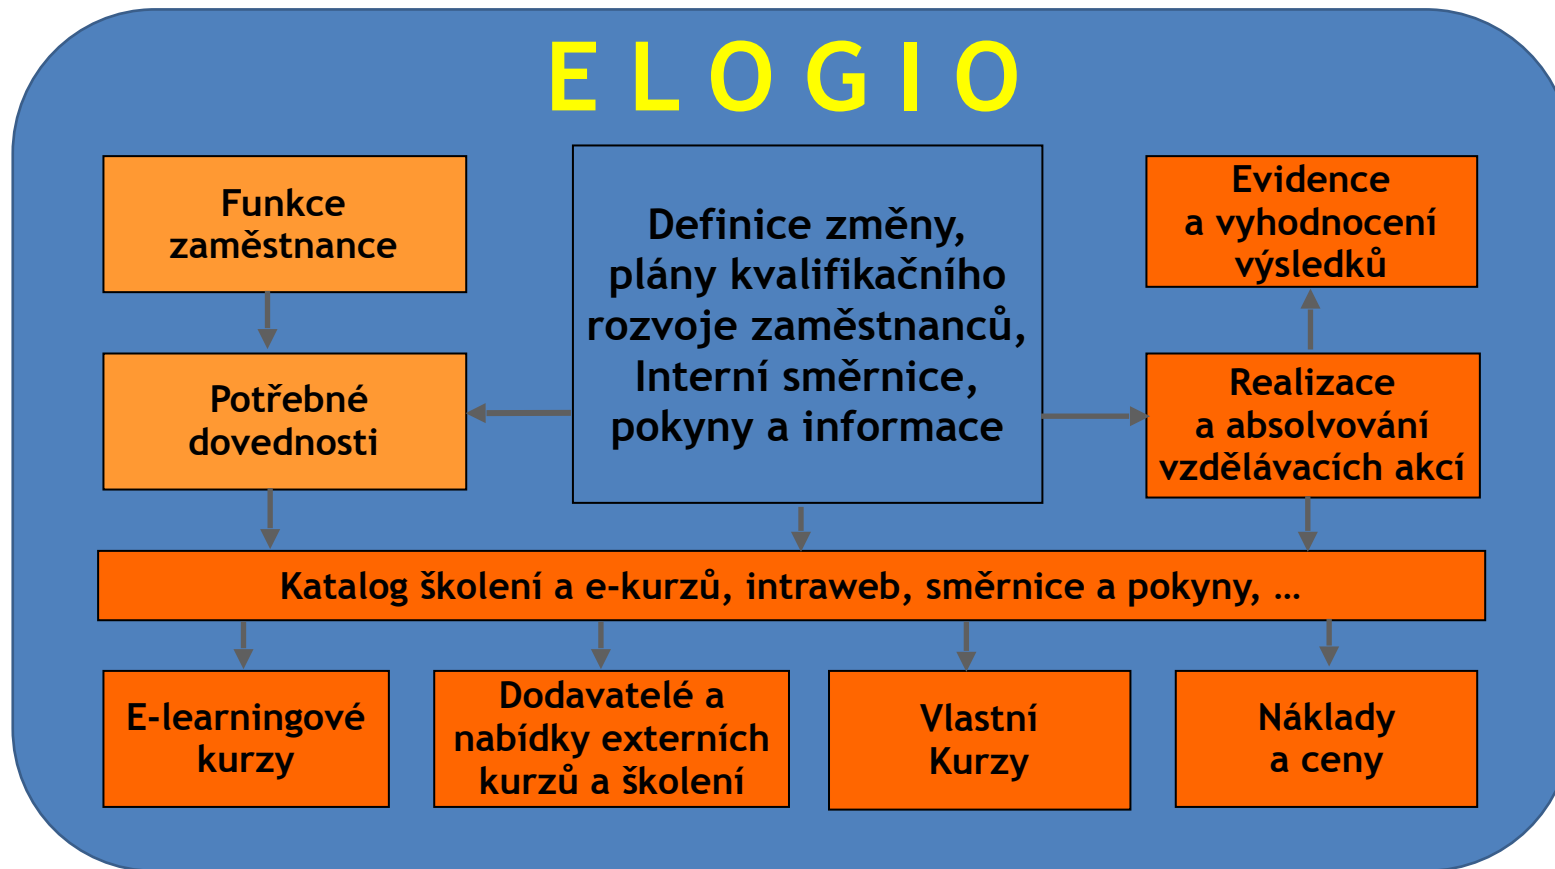 E L O G I O
Funkce
zaměstnance
Definice změny,
plány kvalifikačního
rozvoje zaměstnanců,
Interní směrnice,
pokyny a informace
Evidence
a vyhodnocení
výsledků
Potřebné
dovednosti
Realizace
a absolvování
vzdělávacích akcí
Katalog školení a e-kurzů, intraweb, směrnice a pokyny, …
E-learningové
kurzy
Dodavatelé a
nabídky externích
kurzů a školení
Vlastní
Kurzy
Náklady
a ceny